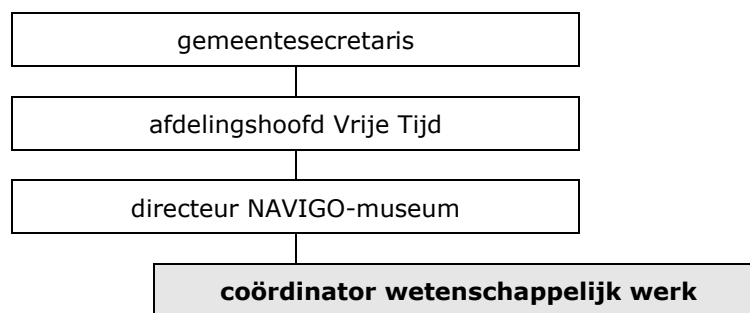 gemeentesecretaris
afdelingshoofd Vrije Tijd
directeur NAVIGO-museum
coördinator wetenschappelijk werk